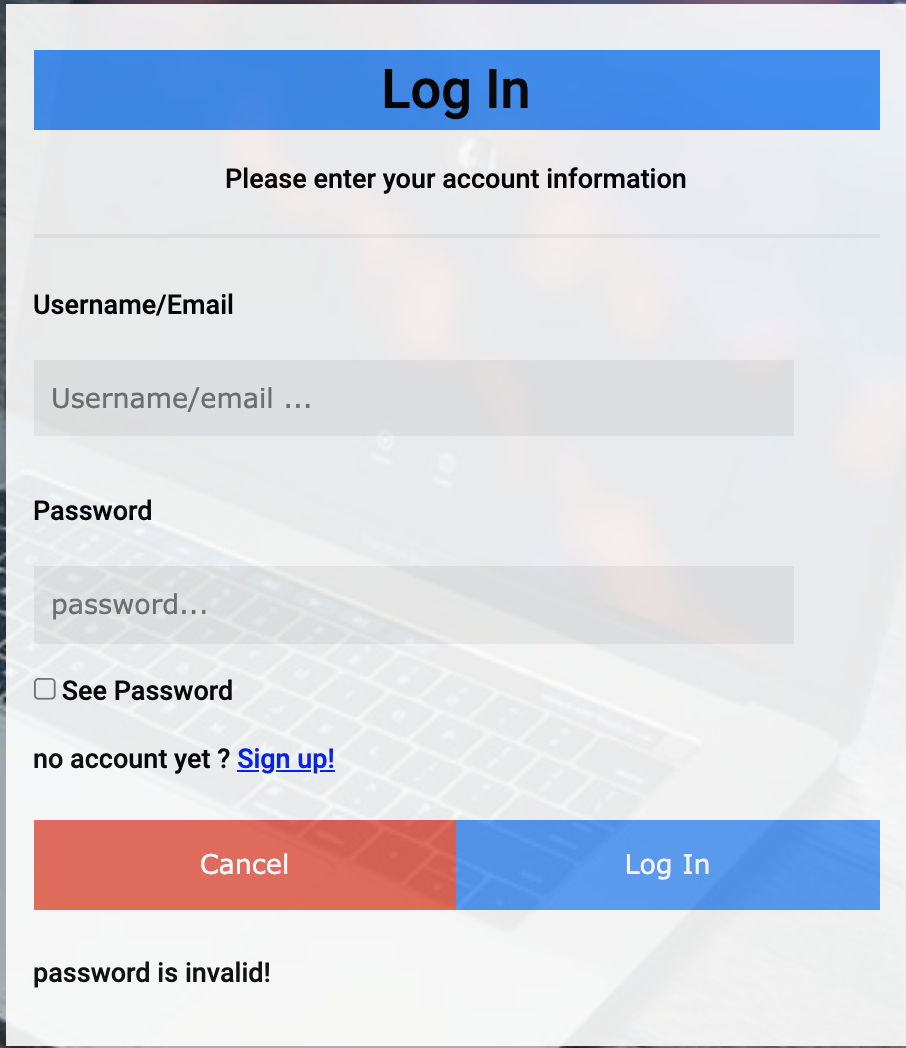 Log In
Please enter your account information
Username/Email
Username/email ...
Password
password...
See Password
no account yet ? Sign up!
Cancel Log In
password is invalid!